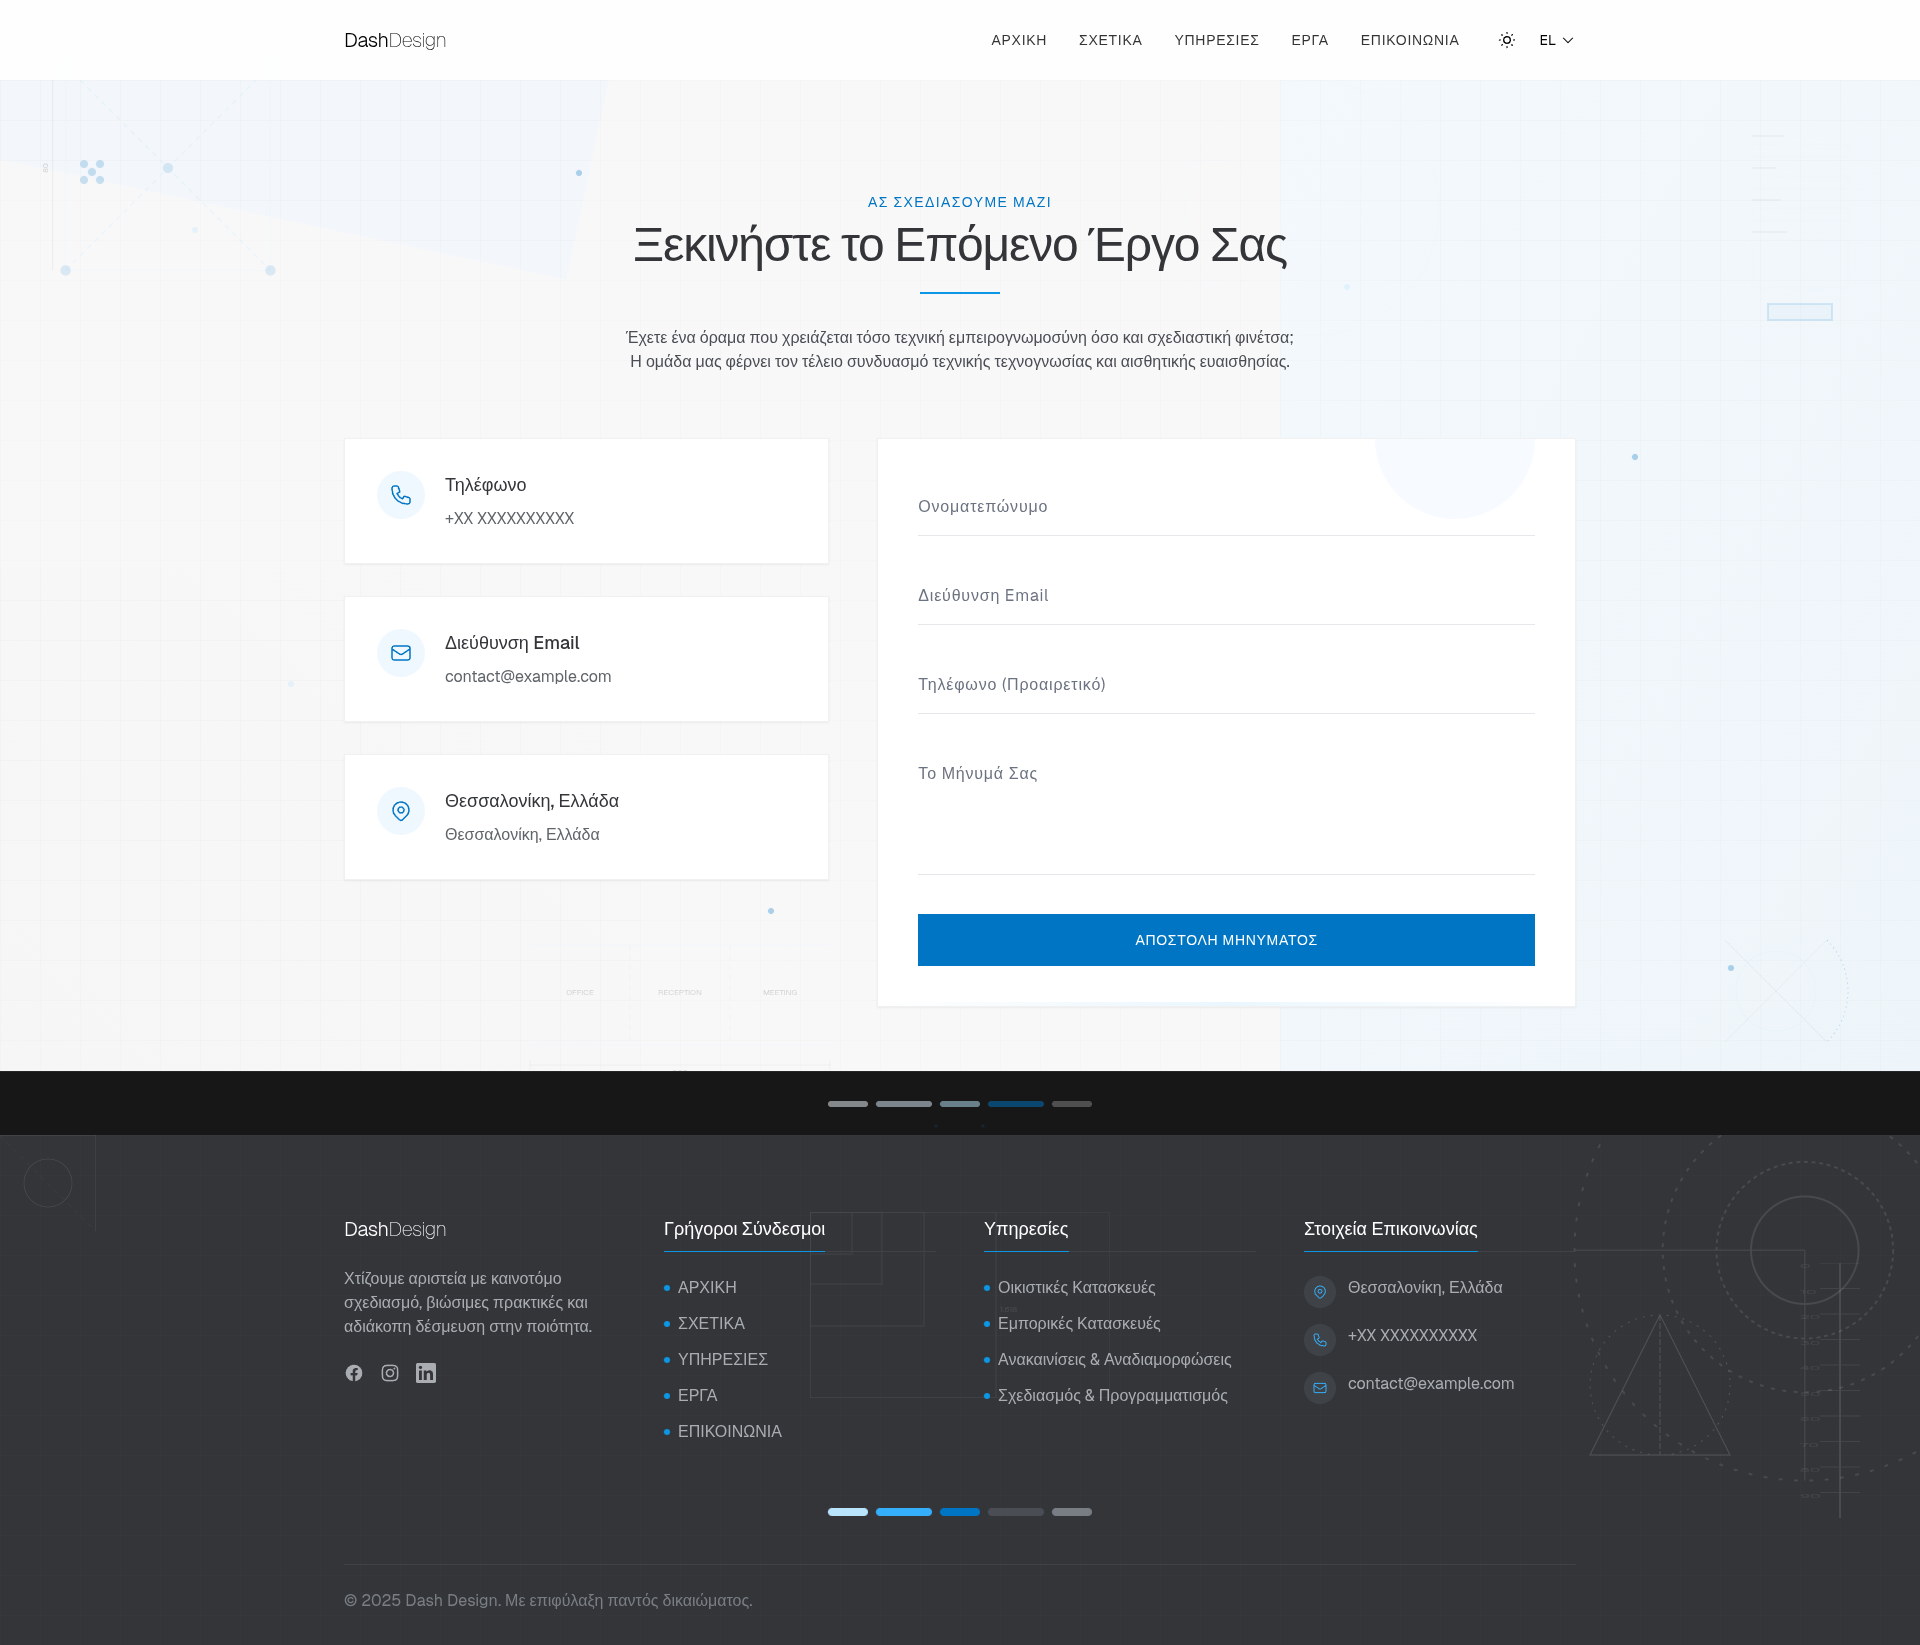 DashDesign
ΑΡΧΙΚΗ ΣΧΕΤΙΚΑ ΥΠΗΡΕΣΙΕΣ ΕΡΓΑ ΕΠΙΚΟΙΝΩΝΙΑ EL
80
ΑΣ ΣΧΕΔΙΑΣΟΥΜΕ ΜΑΖΙ
Ξεκινήστε το Επόμενο Έργο Σας
Έχετε ένα όραμα που χρειάζεται τόσο τεχνική εμπειρογνωμοσύνη όσο και σχεδιαστική φινέτσα;
Η ομάδα μας φέρνει τον τέλειο συνδυασμό τεχνικής τεχνογνωσίας και αισθητικής ευαισθησίας.
Τηλέφωνο
+XX XXXXXXXXXX
Διεύθυνση Email
contact@example.com
Θεσσαλονίκη, Ελλάδα
Θεσσαλονίκη, Ελλάδα
Ονοματεπώνυμο
Διεύθυνση Email
Τηλέφωνο (Προαιρετικό)
Το Μήνυμά Σας
ΑΠΟΣΤΟΛΗ ΜΗΝΥΜΑΤΟΣ
OFFICE RECEPTION MEETING
DashDesign
Χτίζουμε αριστεία με καινοτόμο
σχεδιασμό, βιώσιμες πρακτικές και
αδιάκοπη δέσμευση στην ποιότητα.
Γρήγοροι Σύνδεσμοι
ΑΡΧΙΚΗ
ΣΧΕΤΙΚΑ
ΥΠΗΡΕΣΙΕΣ
ΕΡΓΑ
ΕΠΙΚΟΙΝΩΝΙΑ
Υπηρεσίες
Οικιστικές Κατασκευές
Εμπορικές Κατασκευές
Ανακαινίσεις & Αναδιαμορφώσεις
Σχεδιασμός & Προγραμματισμός
Στοιχεία Επικοινωνίας
Θεσσαλονίκη, Ελλάδα
+XX XXXXXXXXXX
contact@example.com
© 2025 Dash Design. Με επιφύλαξη παντός δικαιώματος.